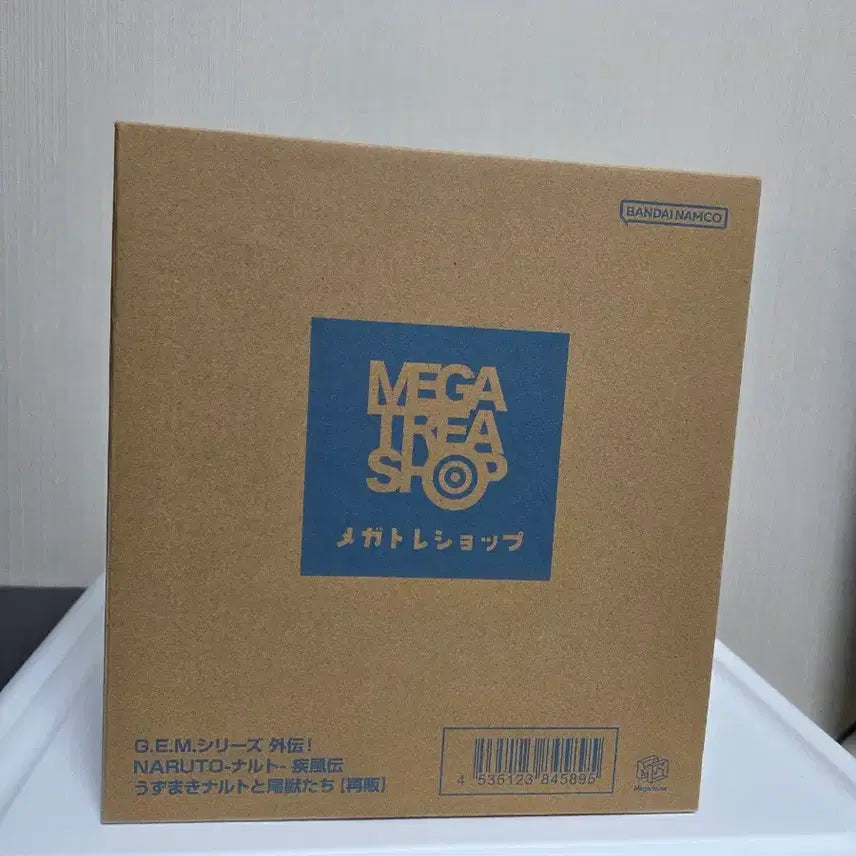 BANDAI NAMCO
MEGA
TREA
SHOP
メガトレショップ
G.E.M.シリーズ 外伝!
NARUTO-ナルト- 疾風伝
うずまきナルトと尾獣たち【再販】
4 535123 845895
MegaHouse